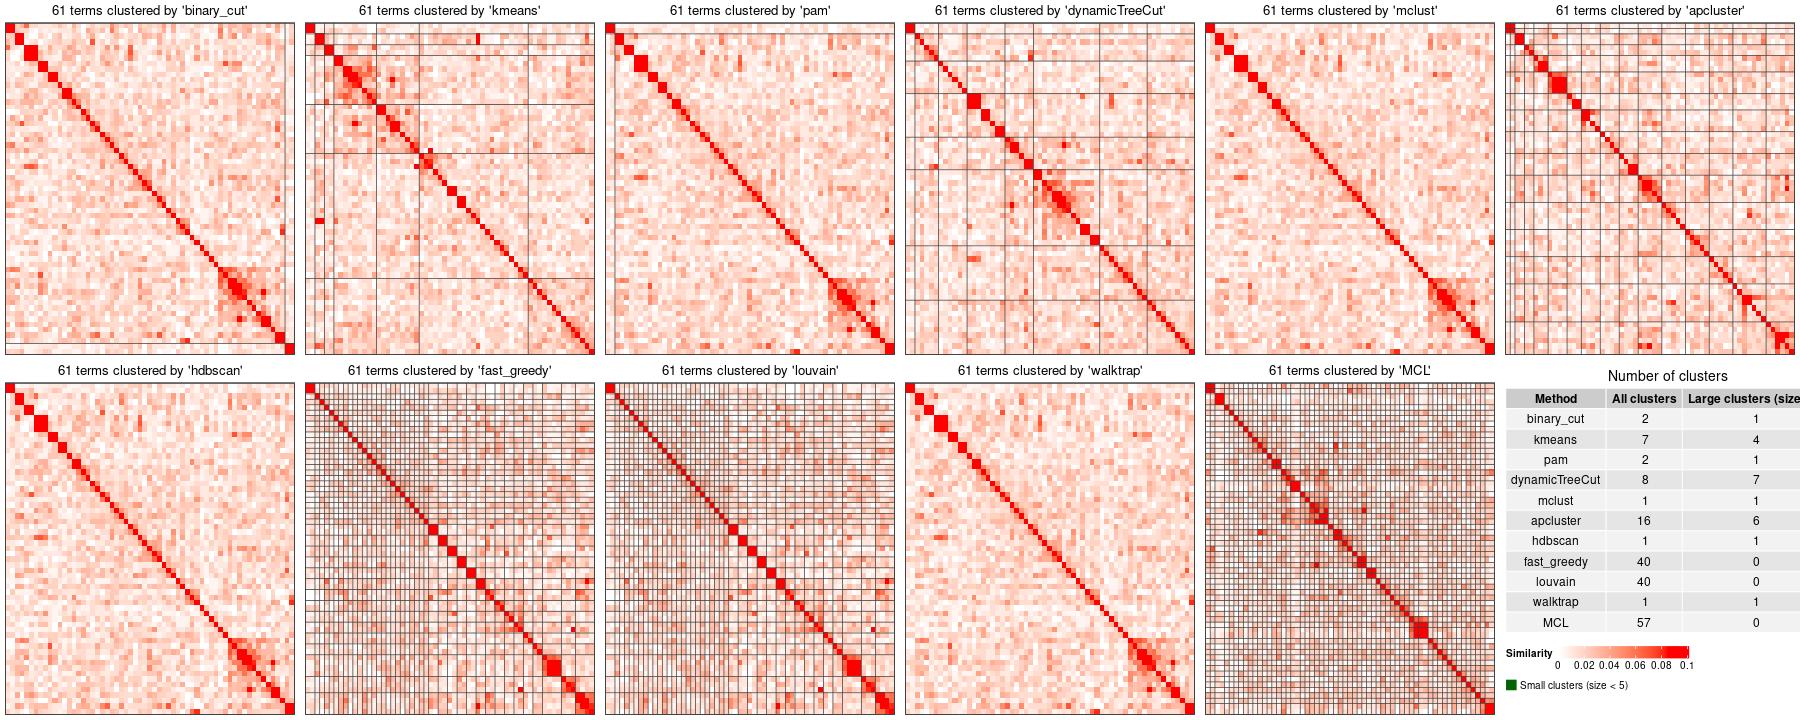 61 terms clustered by 'binary_cut'
61 terms clustered by 'kmeans'
61 terms clustered by 'pam'
61 terms clustered by 'dynamicTreeCut'
61 terms clustered by 'mclust'
61 terms clustered by 'apcluster'
61 terms clustered by 'hdbscan'
61 terms clustered by 'fast_greedy'
61 terms clustered by 'louvain'
61 terms clustered by 'walktrap'
61 terms clustered by 'MCL'
Number of clusters
Method All clusters Large clusters (size
binary_cut 2 1
kmeans 7 4
pam 2 1
dynamicTreeCut 8 7
mclust 1 1
apcluster 16 6
hdbscan 1 1
fast_greedy 40 0
louvain 40 0
walktrap 1 1
MCL 57 0
Similarity
0 0.02 0.04 0.06 0.08 0.1
Small clusters (size < 5)